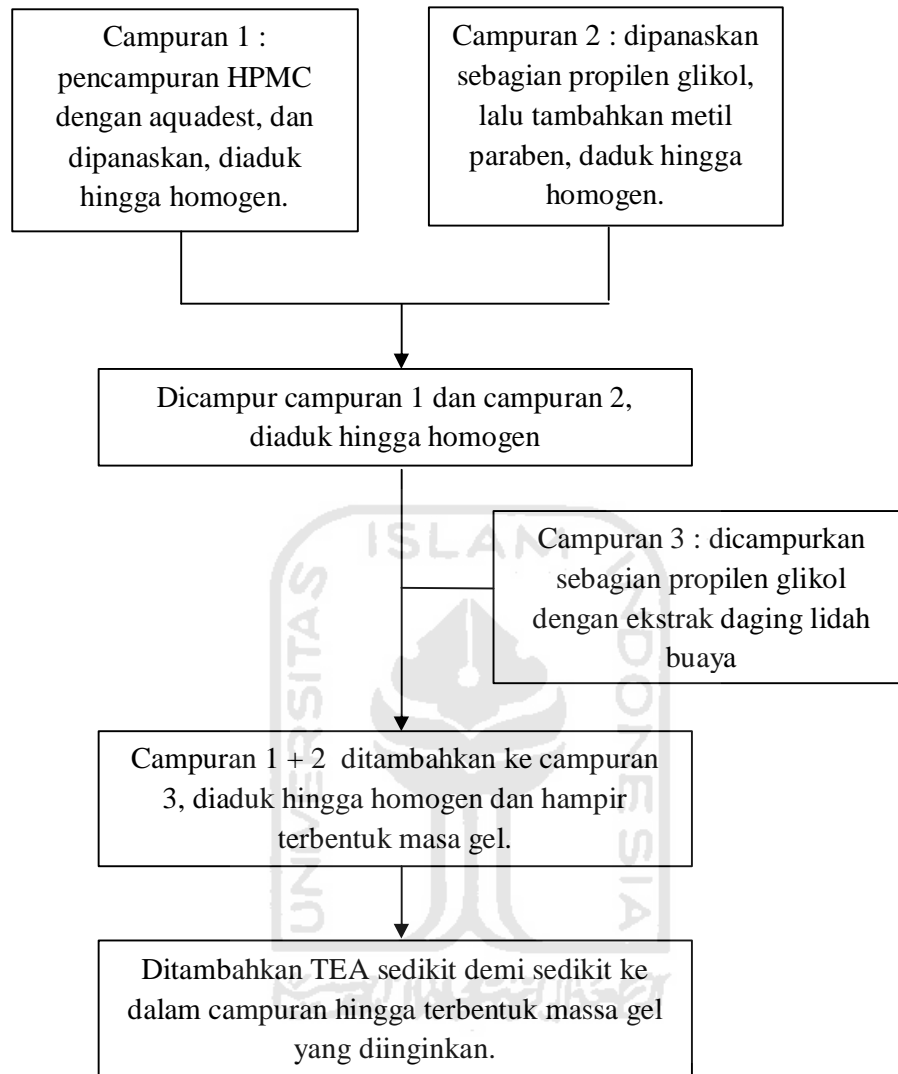 Campuran 1 :
pencampuran HPMC
dengan aquadest, dan
dipanaskan, diaduk
hingga homogen.
Campuran 2 : dipanaskan
sebagian propilen glikol,
lalu tambahkan metil
paraben, daduk hingga
homogen.
Dicampur campuran 1 dan campuran 2,
diaduk hingga homogen
Campuran 3 : dicampurkan
sebagian propilen glikol
dengan ekstrak daging lidah
buaya
Campuran 1 + 2 ditambahkan ke campuran
3, diaduk hingga homogen dan hampir
terbentuk masa gel.
Ditambahkan TEA sedikit demi sedikit ke
dalam campuran hingga terbentuk massa gel
yang diinginkan.
UNIVERSITAS
ISLAM
INDONESIA